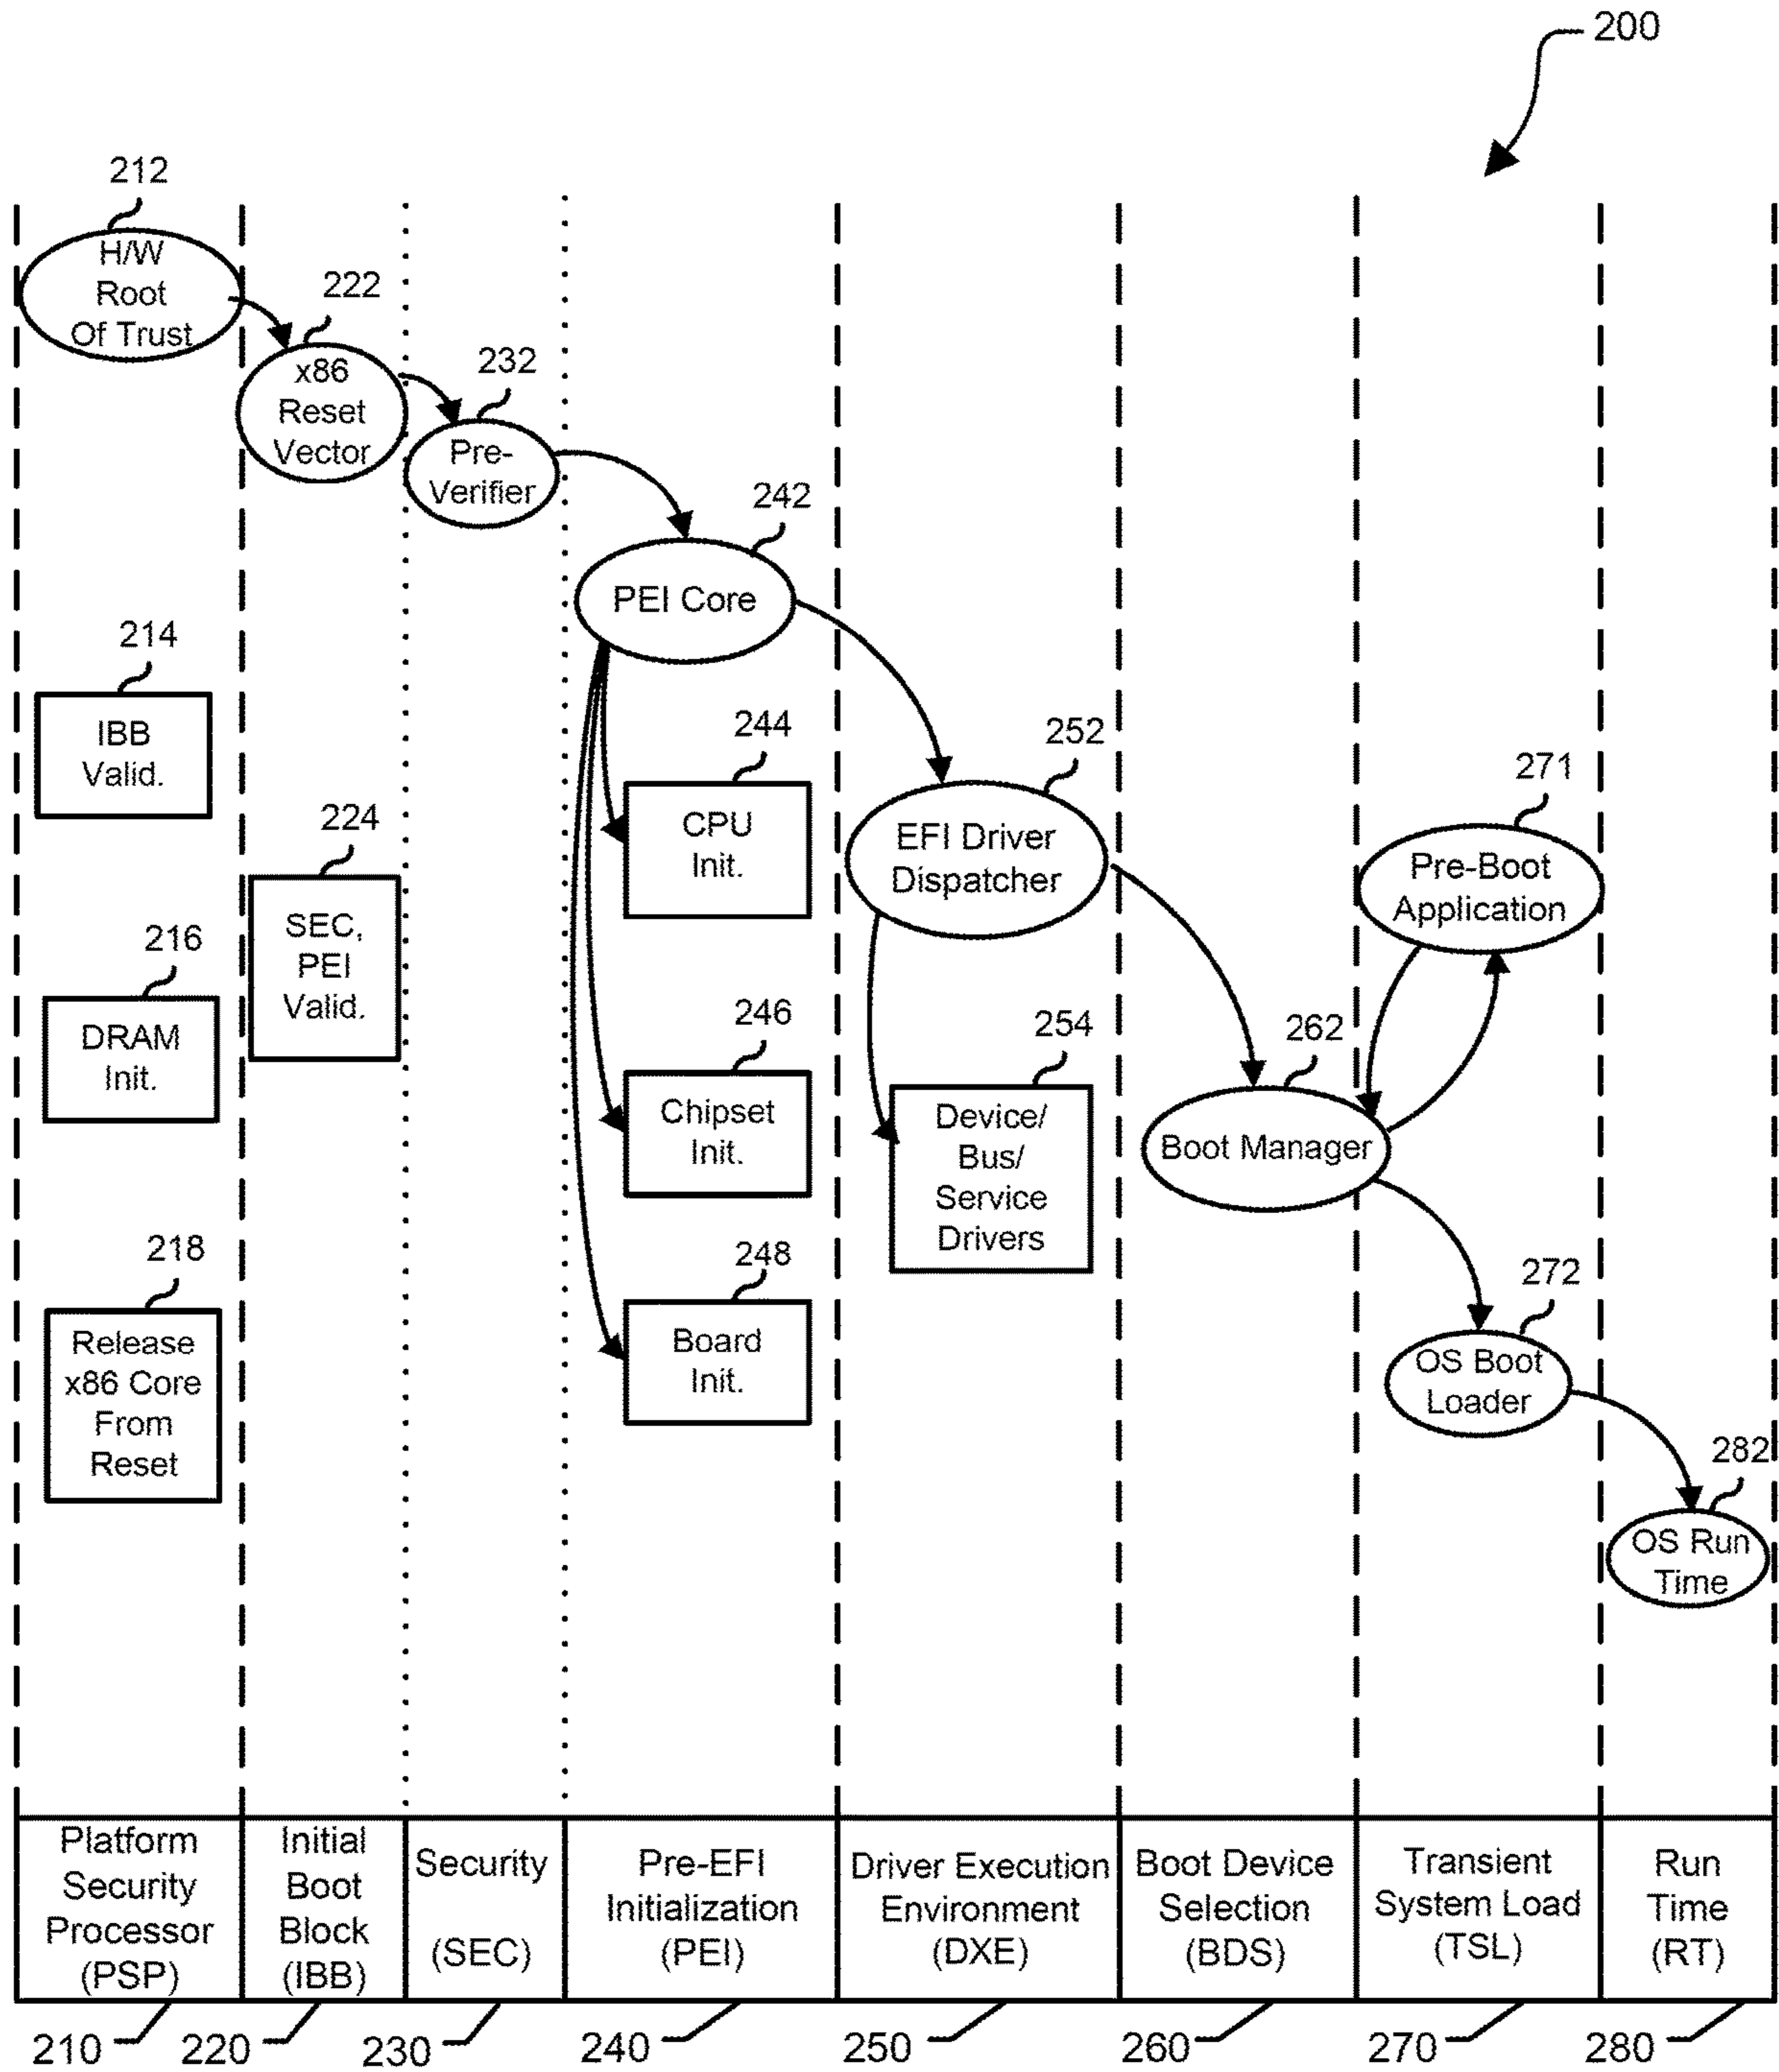 200
212
H/W
Root
Of Trust
222
x86
Reset
Vector
232
Pre-
Verifier
242
PEI Core
214
IBB
Valid.
244
CPU
Init.
252
EFI Driver
Dispatcher
271
Pre-Boot
Application
224
SEC,
PEI
Valid.
216
DRAM
Init.
246
Chipset
Init.
254
Device/
Bus/
Service
Drivers
262
Boot Manager
218
Release
x86 Core
From
Reset
248
Board
Init.
272
OS Boot
Loader
282
OS Run
Time
Platform
Security
Processor
(PSP)
Initial
Boot
Block
(IBB)
Security
(SEC)
Pre-EFI
Initialization
(PEI)
Driver Execution
Environment
(DXE)
Boot Device
Selection
(BDS)
Transient
System Load
(TSL)
Run
Time
(RT)
210
220
230
240
250
260
270
280